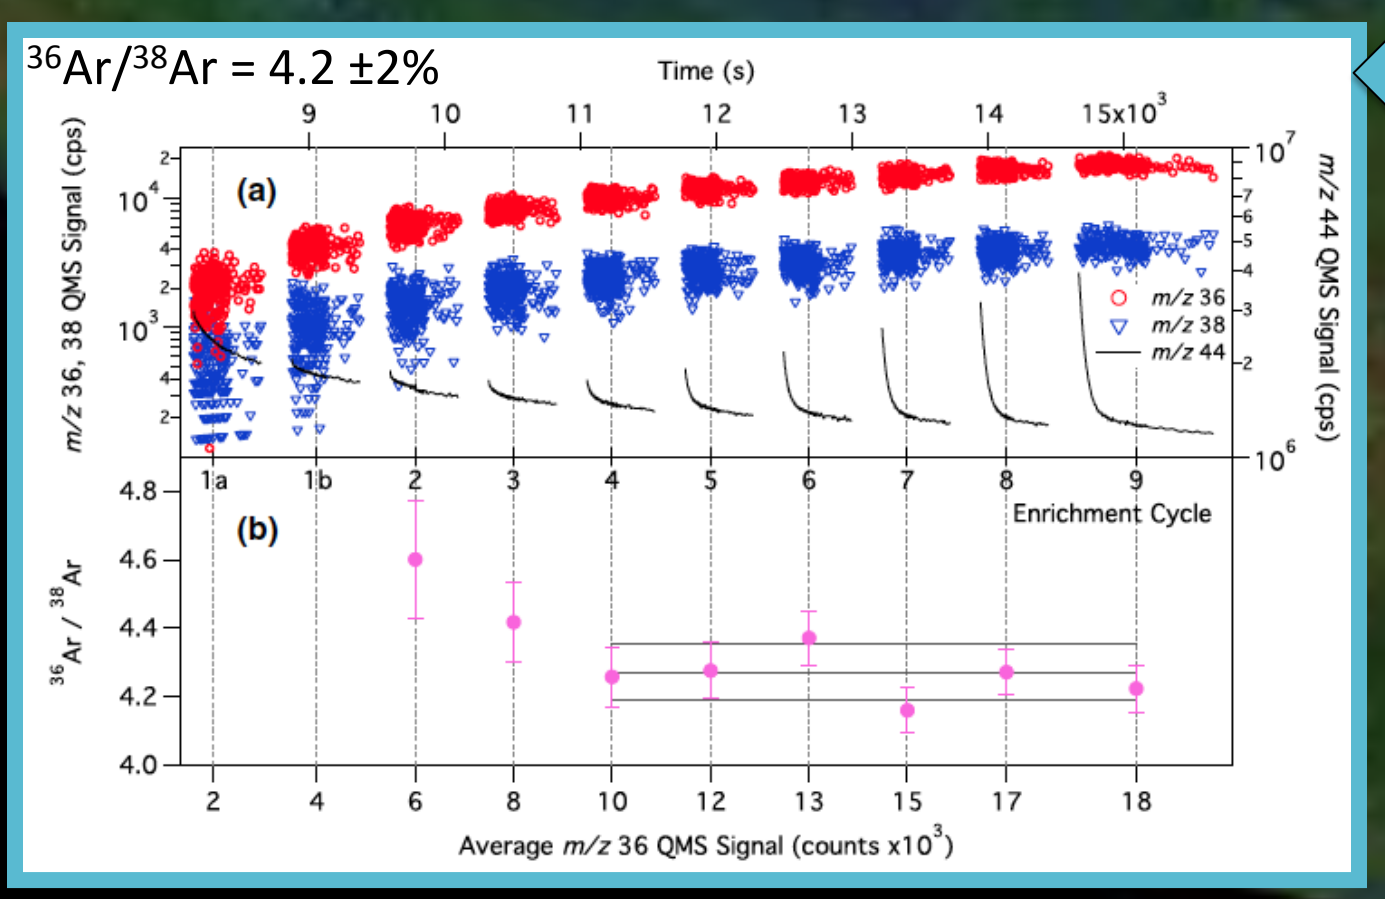 ³⁶Ar/³⁸Ar = 4.2 ±2%
Time (s)
9 10 11 12 13 14 15x10³
m/z 36, 38 QMS Signal (cps)
2
10⁴
4
2
10³
4
2
(a)
10⁷
7
6
5
4
3
2
10⁶
m/z 44 QMS Signal (cps)
m/z 36
m/z 38
m/z 44
1a 1b 2 3 4 5 6 7 8 9
Enrichment Cycle
(b)
³⁶Ar / ³⁸Ar
4.8
4.6
4.4
4.2
4.0
2 4 6 8 10 12 13 15 17 18
Average m/z 36 QMS Signal (counts x10³)